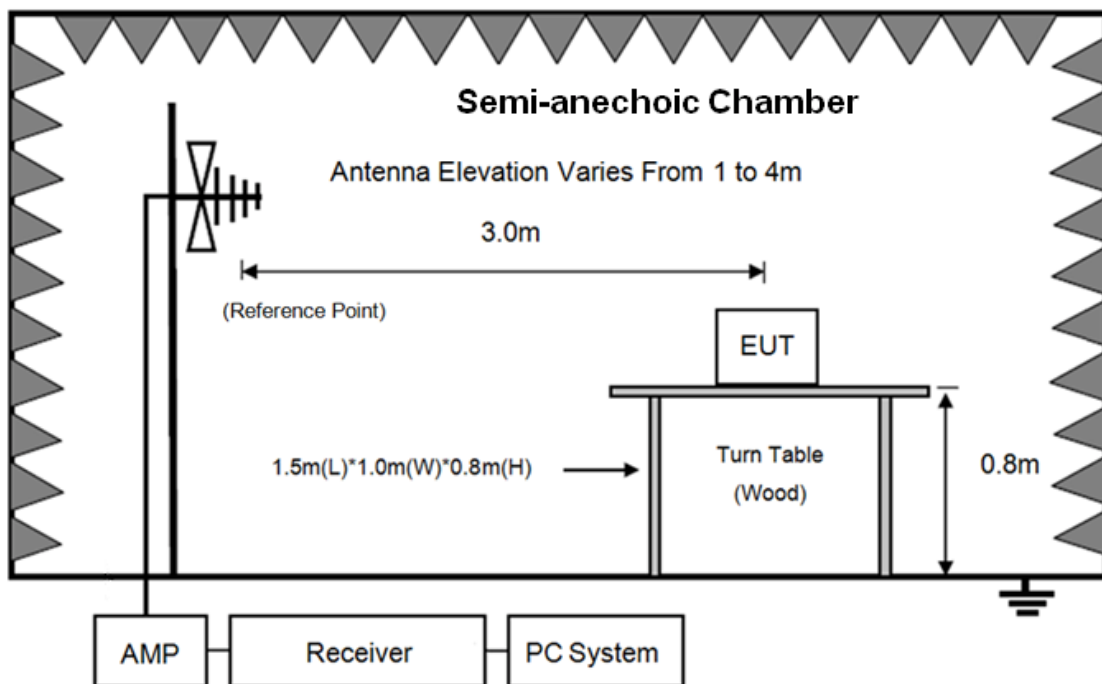 Semi-anechoic Chamber
Antenna Elevation Varies From 1 to 4m
3.0m
(Reference Point)
EUT
1.5m(L)*1.0m(W)*0.8m(H)
Turn Table
(Wood)
0.8m
AMP
Receiver
PC System